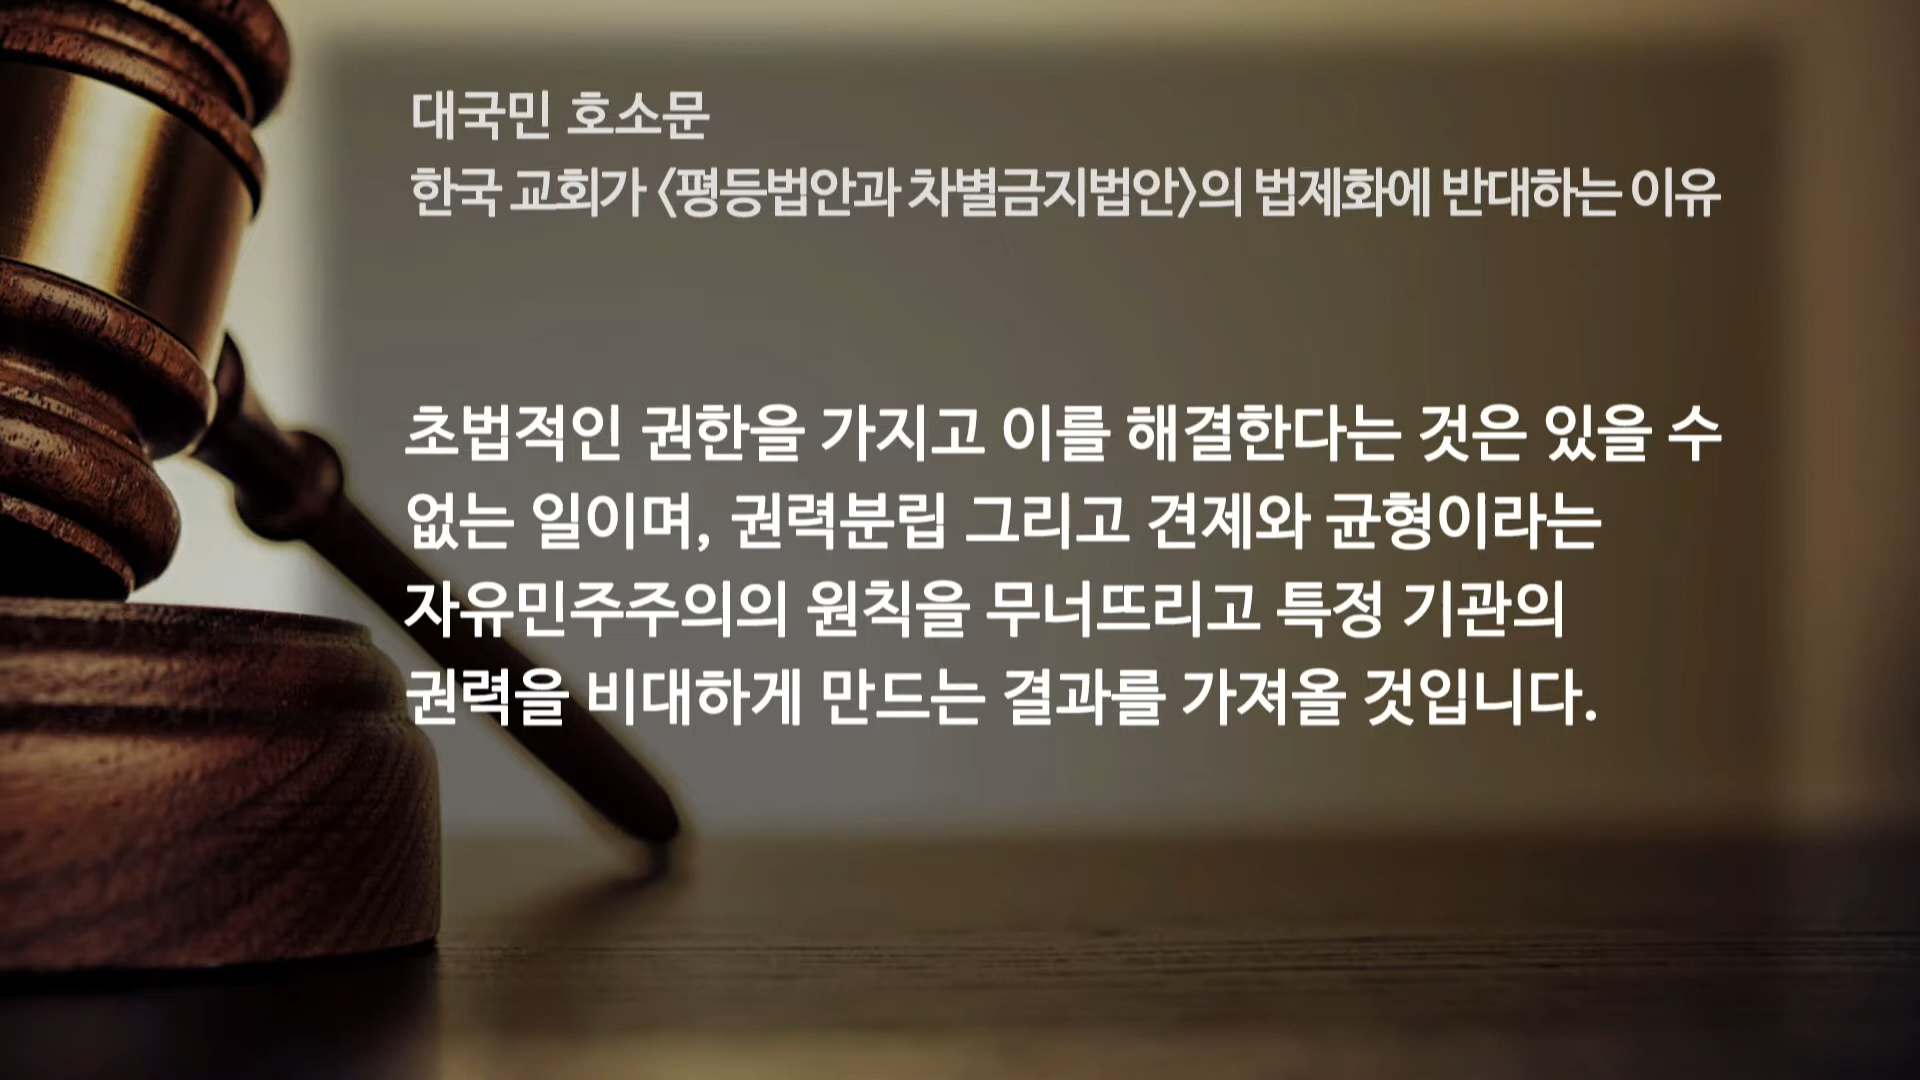 대국민 호소문
한국 교회가 〈평등법안과 차별금지법안〉의 법제화에 반대하는 이유
초법적인 권한을 가지고 이를 해결한다는 것은 있을 수
없는 일이며, 권력분립 그리고 견제와 균형이라는
자유민주주의의 원칙을 무너뜨리고 특정 기관의
권력을 비대하게 만드는 결과를 가져올 것입니다.